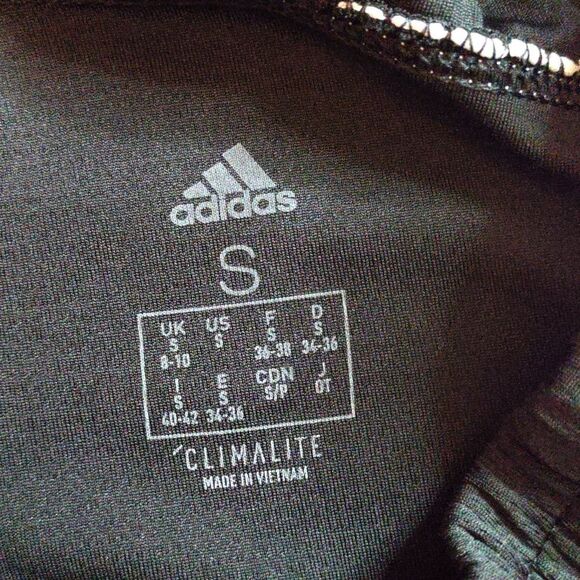 adidas
S
UK US F D
S S S S
8-10 36-38 34-36
I E CDN J
S S S/P OT
40-42 34-36
CLIMALITE
MADE IN VIETNAM